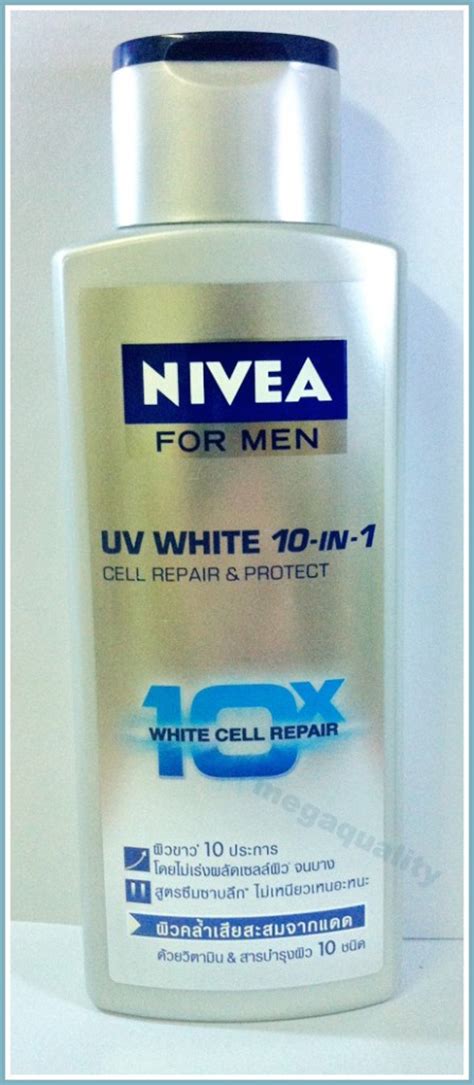 NIVEA
FOR MEN
UV WHITE 10-IN-1
CELL REPAIR & PROTECT
10X
WHITE CELL REPAIR
megaquality
ผิวขาว* 10 ประการ
โดยไม่เร่งผลัดเซลล์ผิว จนบาง
สูตรซึมซาบลึก* ไม่เหนียวเหนอะหนะ
ผิวคล้ำเสียสะสมจากแดด
ด้วยวิตามิน & สารบำรุงผิว 10 ชนิด